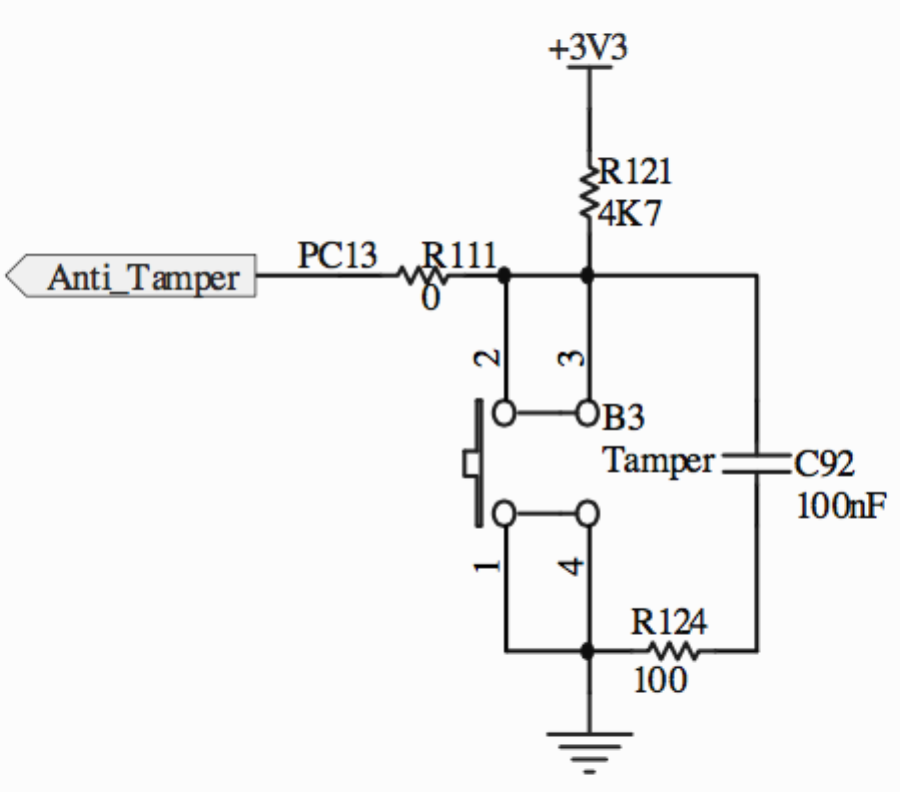 +3V3
R121
4K7
PC13
R111
Anti_Tamper
0
2
3
B3
Tamper
C92
100nF
1
4
R124
100